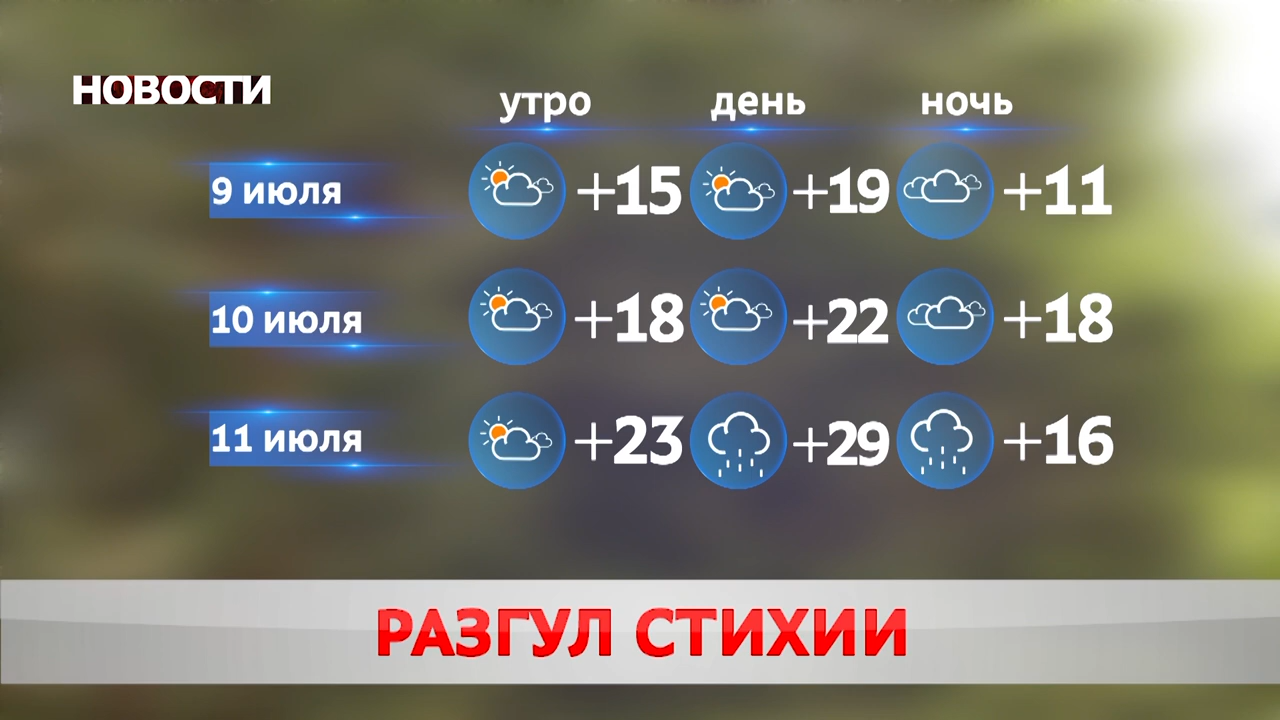 НОВОСТИ
утро день ночь
9 июля +15 +19 +11
10 июля +18 +22 +18
11 июля +23 +29 +16
РАЗГУЛ СТИХИИ